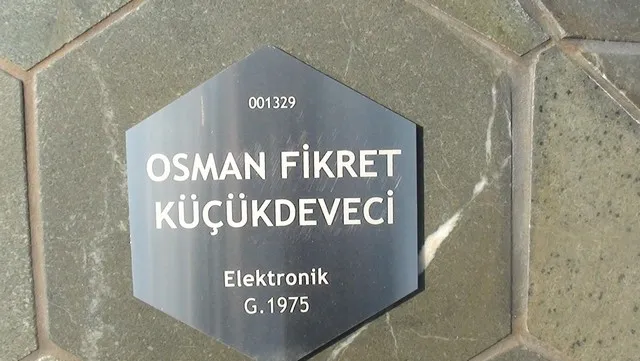 001329
OSMAN FİKRET
KÜÇÜKDEVECİ
Elektronik
G.1975